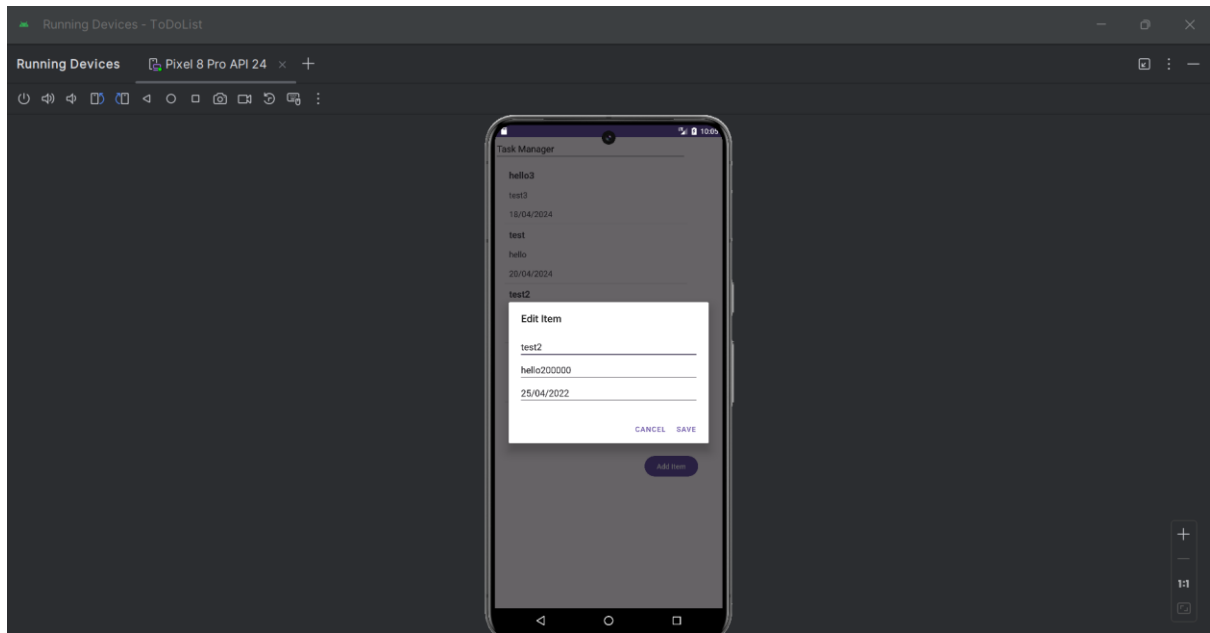 Running Devices - ToDoList
Running Devices Pixel 8 Pro API 24
10:05
Task Manager
hello3
test3
18/04/2024
test
hello
20/04/2024
test2
Edit Item
test2
hello200000
25/04/2022
CANCEL SAVE
Add Item
1:1